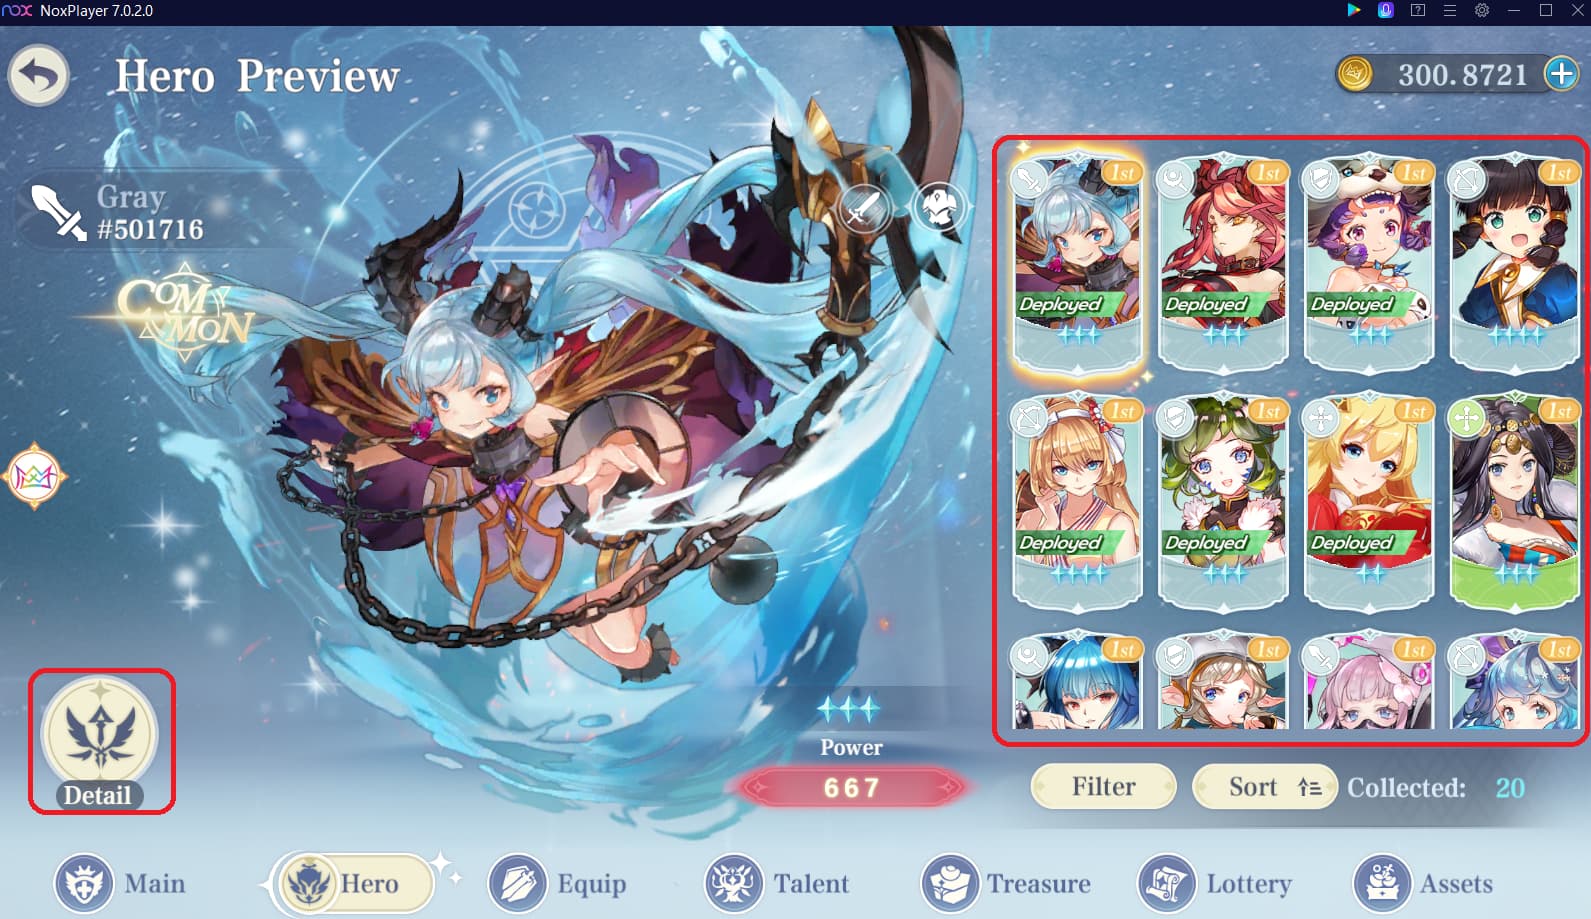 nox NoxPlayer 7.0.2.0
Hero Preview
300.8721
Gray
#501716
COMMON
1st
1st
1st
1st
Deployed
Deployed
Deployed
1st
1st
1st
1st
Deployed
Deployed
Deployed
1st
1st
1st
1st
Detail
Power
667
Filter
Sort
Collected: 20
Main
Hero
Equip
Talent
Treasure
Lottery
Assets